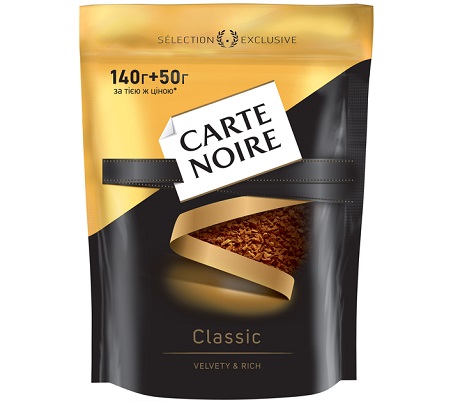 SÉLECTION EXCLUSIVE
140г+50г
за тією ж ціною*
CARTE
NOIRE
Classic
VELVETY & RICH